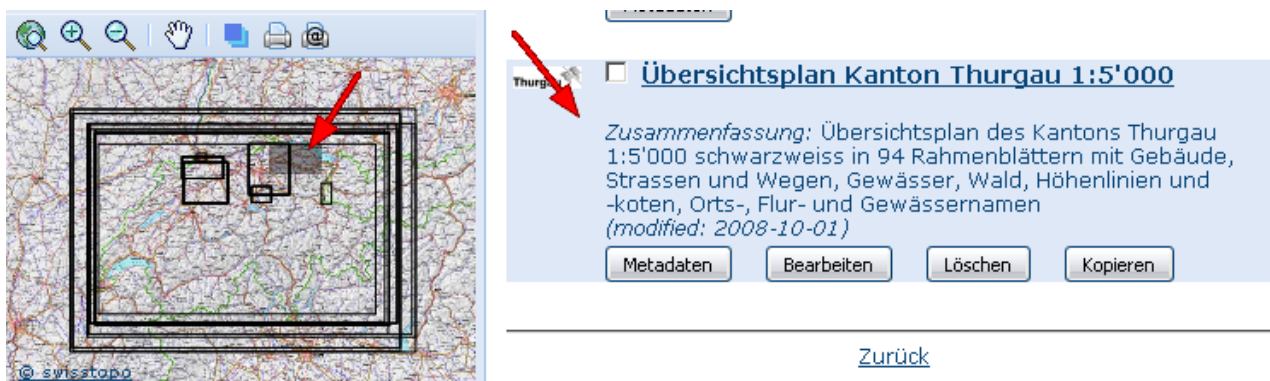 Metadaten
Thurgau
Übersichtsplan Kanton Thurgau 1:5'000
Zusammenfassung: Übersichtsplan des Kantons Thurgau
1:5'000 schwarzweiss in 94 Rahmenblättern mit Gebäude,
Strassen und Wegen, Gewässer, Wald, Höhenlinien und
-koten, Orts-, Flur- und Gewässernamen
(modified: 2008-10-01)
Metadaten Bearbeiten Löschen Kopieren
Zurück
© swisstopo